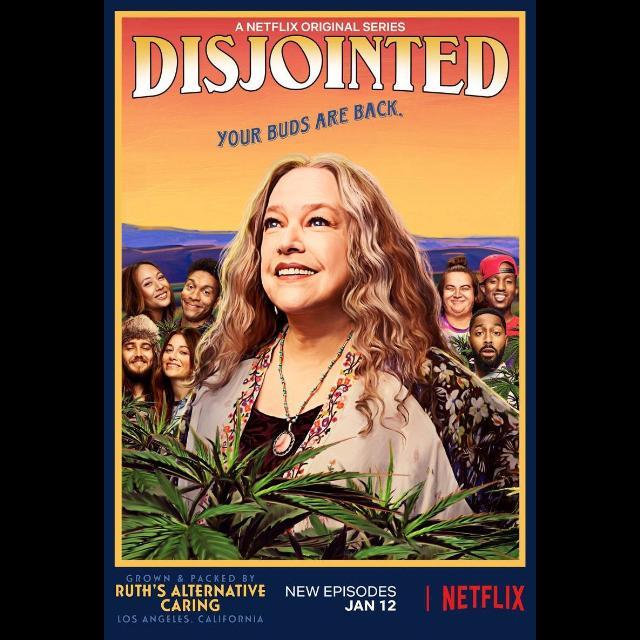 A NETFLIX ORIGINAL SERIES
DISJOINTED
YOUR BUDS ARE BACK.
GROWN & PACKED BY
RUTH'S ALTERNATIVE
CARING
LOS ANGELES, CALIFORNIA
NEW EPISODES
JAN 12
NETFLIX